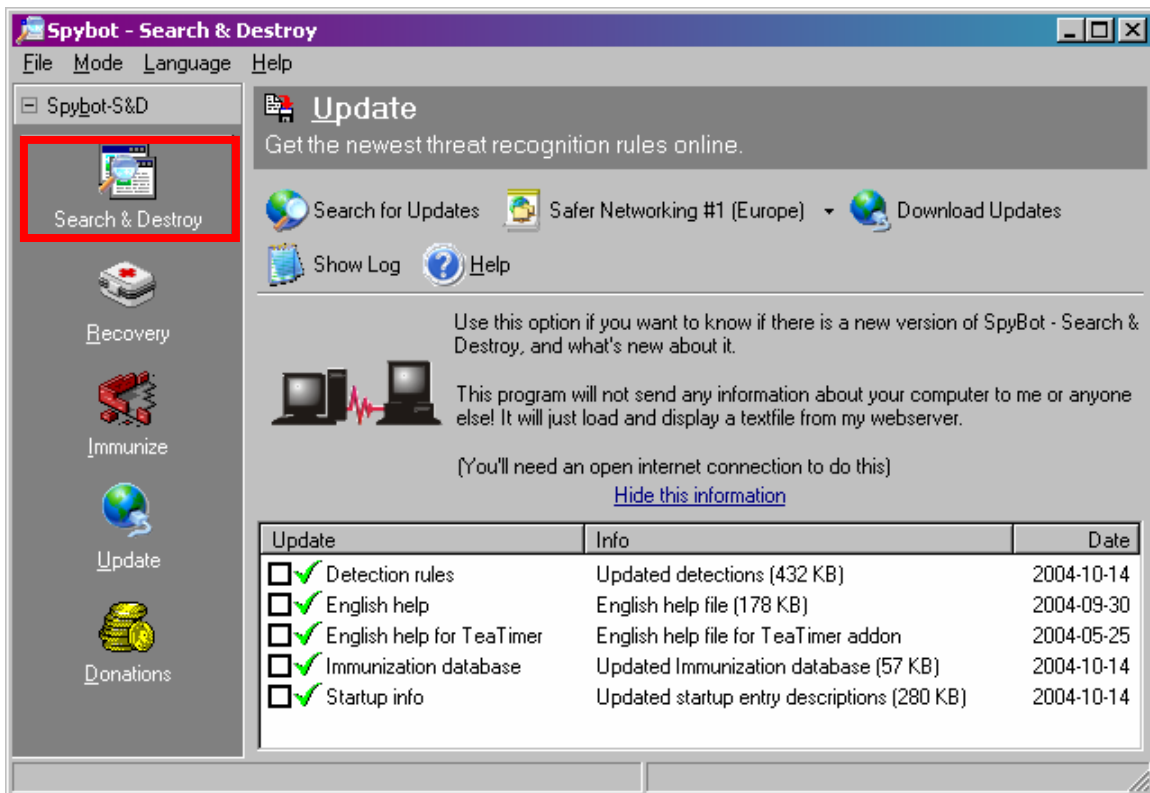 Spybot - Search & Destroy
File Mode Language Help
Spybot-S&D
Search & Destroy
Recovery
Immunize
Update
Donations
Update
Get the newest threat recognition rules online.
Search for Updates Safer Networking #1 (Europe) Download Updates
Show Log Help
Use this option if you want to know if there is a new version of SpyBot - Search &
Destroy, and what's new about it.
This program will not send any information about your computer to me or anyone
else! It will just load and display a textfile from my webserver.
(You'll need an open internet connection to do this)
Hide this information
Update Info Date
Detection rules Updated detections (432 KB) 2004-10-14
English help English help file (178 KB) 2004-09-30
English help for TeaTimer English help file for TeaTimer addon 2004-05-25
Immunization database Updated Immunization database (57 KB) 2004-10-14
Startup info Updated startup entry descriptions (280 KB) 2004-10-14